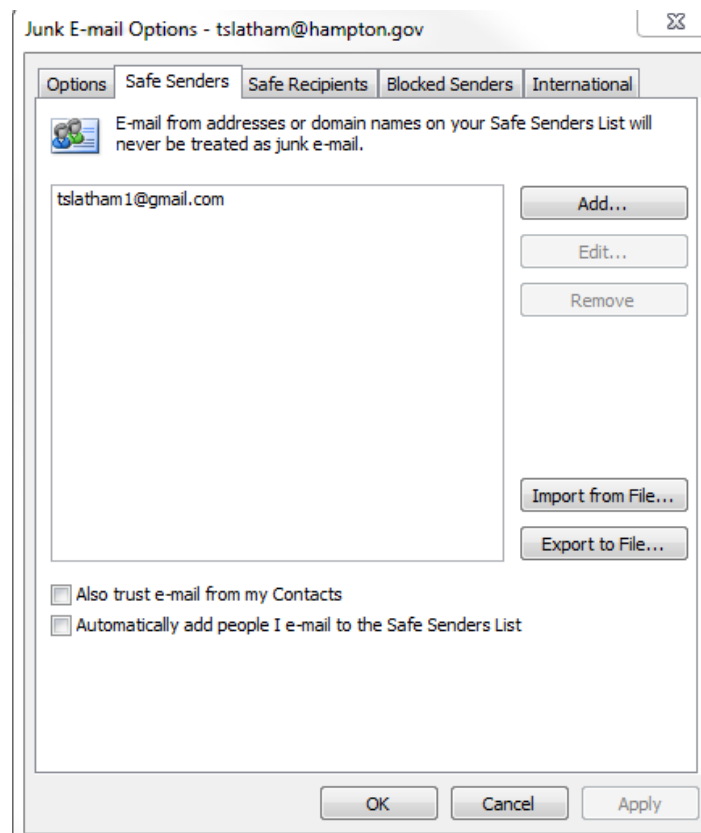 Junk E-mail Options - tslatham@hampton.gov
Options Safe Senders Safe Recipients Blocked Senders International
E-mail from addresses or domain names on your Safe Senders List will
never be treated as junk e-mail.
tslatham1@gmail.com
Add...
Edit...
Remove
Import from File...
Export to File...
Also trust e-mail from my Contacts
Automatically add people I e-mail to the Safe Senders List
OK Cancel Apply